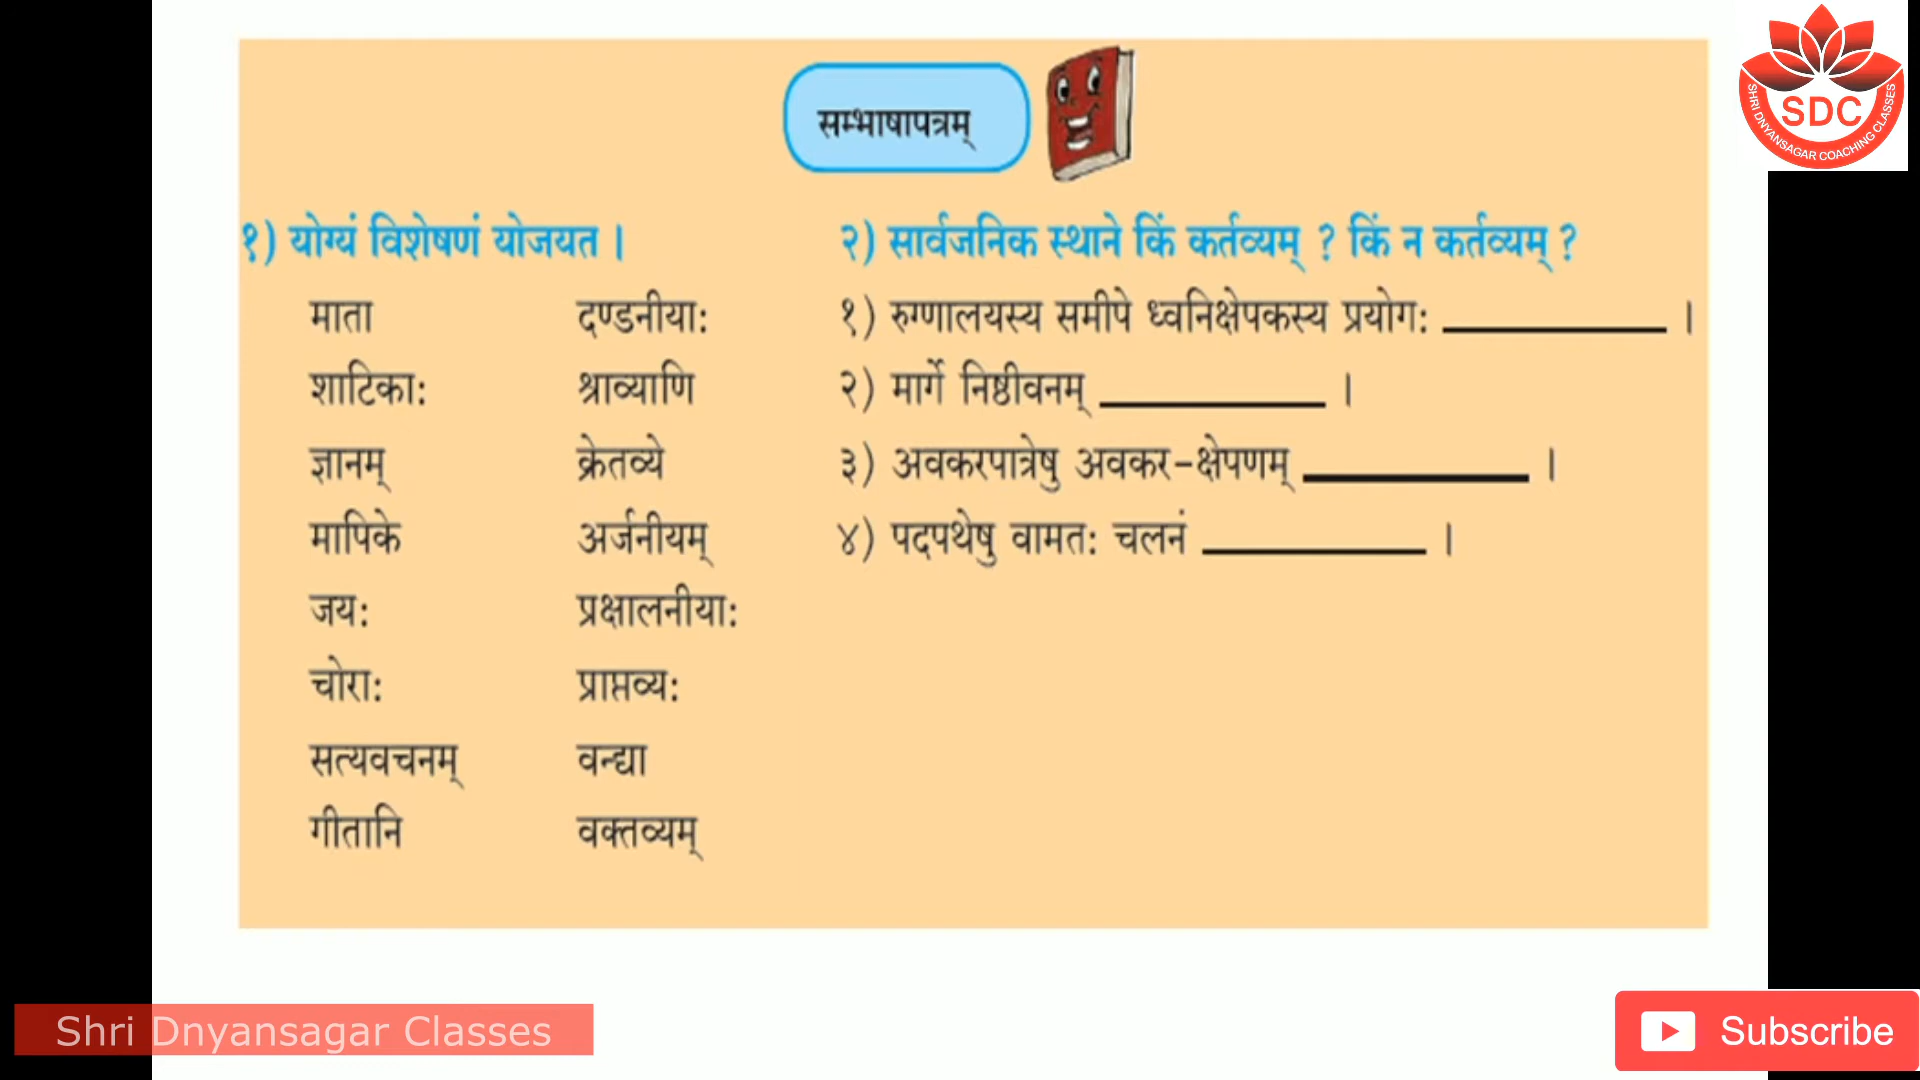 सम्भाषापत्रम्
SDC
SHRI DNYANSAGAR COACHING CLASSES
१) योग्यं विशेषणं योजयत ।
माता दण्डनीयाः
शाटिकाः श्राव्याणि
ज्ञानम् क्रेतव्ये
मापिके अर्जनीयम्
जयः प्रक्षालनीयाः
चोराः प्राप्तव्यः
सत्यवचनम् वन्द्या
गीतानि वक्तव्यम्
२) सार्वजनिक स्थाने किं कर्तव्यम् ? किं न कर्तव्यम् ?
१) रुग्णालयस्य समीपे ध्वनिक्षेपकस्य प्रयोगः ________ ।
२) मार्गे निष्ठीवनम् ________ ।
३) अवकरपात्रेषु अवकर-क्षेपणम् ________ ।
४) पदपथेषु वामतः चलनं ________ ।
Shri Dnyansagar Classes
Subscribe